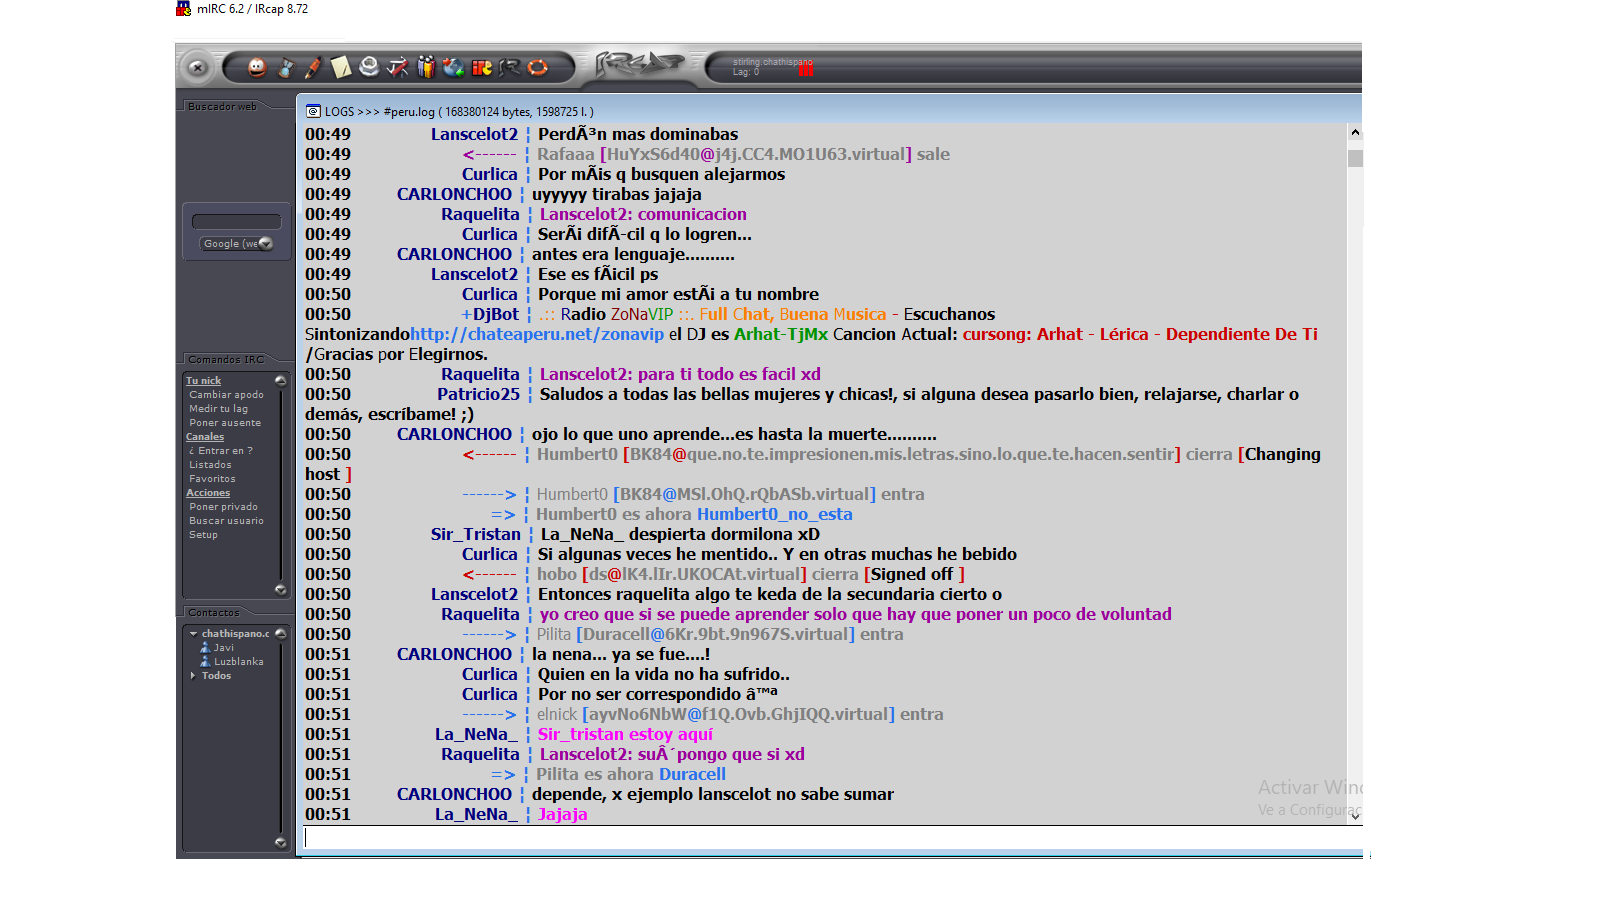 mIRC 6.2 / IRcap 8.72
stirling.chathispano
Lag: 0
Buscador web
Google (we
Comandos IRC
Tu nick
Cambiar apodo
Medir tu lag
Poner ausente
Canales
¿ Entrar en ?
Listados
Favoritos
Acciones
Poner privado
Buscar usuario
Setup
Contactos
chathispano.c
Javi
Luzblanka
Todos
LOGS >>> #peru.log ( 168380124 bytes, 1598725 l. )
00:49 Lanscelot2 ¦ PerdÃ³n mas dominabas
00:49 <------ ¦ Rafaaa [HuYxS6d40@j4j.CC4.MO1U63.virtual] sale
00:49 Curlica ¦ Por mÃis q busquen alejarmos
00:49 CARLONCHOO ¦ uyyyyy tirabas jajaja
00:49 Raquelita ¦ Lanscelot2: comunicacion
00:49 Curlica ¦ SerÃi difÃ-cil q lo logren...
00:49 CARLONCHOO ¦ antes era lenguaje..........
00:49 Lanscelot2 ¦ Ese es fÃicil ps
00:50 Curlica ¦ Porque mi amor estÃi a tu nombre
00:50 +DjBot ¦ .:: Radio ZoNaVIP ::. Full Chat, Buena Musica - Escuchanos
Sintonizandohttp://chateaperu.net/zonavip el DJ es Arhat-TjMx Cancion Actual: cursong: Arhat - Lérica - Dependiente De Ti
/Gracias por Elegirnos.
00:50 Raquelita ¦ Lanscelot2: para ti todo es facil xd
00:50 Patricio25 ¦ Saludos a todas las bellas mujeres y chicas!, si alguna desea pasarlo bien, relajarse, charlar o
demás, escríbame! ;)
00:50 CARLONCHOO ¦ ojo lo que uno aprende...es hasta la muerte..........
00:50 <------ ¦ Humbert0 [BK84@que.no.te.impresionen.mis.letras.sino.lo.que.te.hacen.sentir] cierra [Changing
host ]
00:50 ------> ¦ Humbert0 [BK84@MSl.OhQ.rQbASb.virtual] entra
00:50 => ¦ Humbert0 es ahora Humbert0_no_esta
00:50 Sir_Tristan ¦ La_NeNa_ despierta dormilona xD
00:50 Curlica ¦ Si algunas veces he mentido.. Y en otras muchas he bebido
00:50 <------ ¦ hobo [ds@lK4.lIr.UKOCAt.virtual] cierra [Signed off ]
00:50 Lanscelot2 ¦ Entonces raquelita algo te keda de la secundaria cierto o
00:50 Raquelita ¦ yo creo que si se puede aprender solo que hay que poner un poco de voluntad
00:50 ------> ¦ Pilita [Duracell@6Kr.9bt.9n967S.virtual] entra
00:51 CARLONCHOO ¦ la nena... ya se fue....!
00:51 Curlica ¦ Quien en la vida no ha sufrido..
00:51 Curlica ¦ Por no ser correspondido â™ª
00:51 ------> ¦ elnick [ayvNo6NbW@f1Q.Ovb.GhjIQQ.virtual] entra
00:51 La_NeNa_ ¦ Sir_tristan estoy aquí
00:51 Raquelita ¦ Lanscelot2: suÂ´pongo que si xd
00:51 => ¦ Pilita es ahora Duracell
00:51 CARLONCHOO ¦ depende, x ejemplo lanscelot no sabe sumar
00:51 La_NeNa_ ¦ Jajaja
Activar Winc
Ve a Configurac